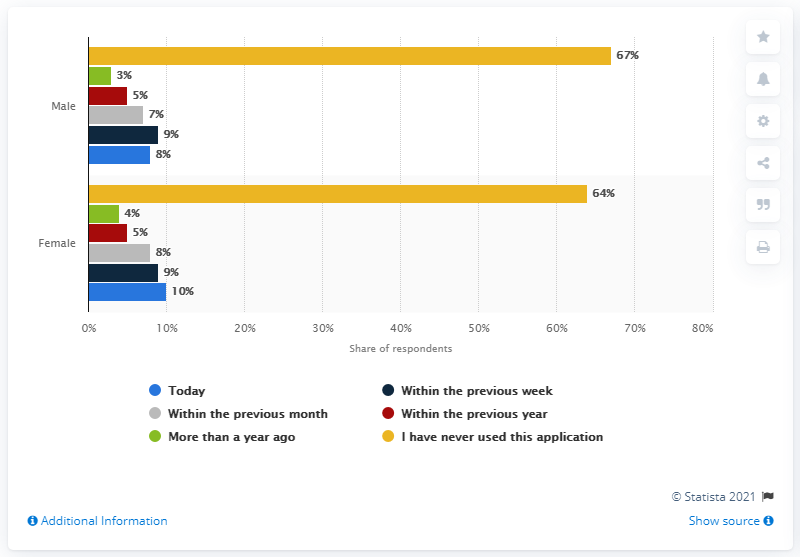 67%
3%
5%
Male
7%
9%
8%
64%
4%
5%
Female
8%
9%
10%
0% 10% 20% 30% 40% 50% 60% 70% 80%
Share of respondents
Today Within the previous week
Within the previous month Within the previous year
More than a year ago I have never used this application
© Statista 2021
Additional Information Show source